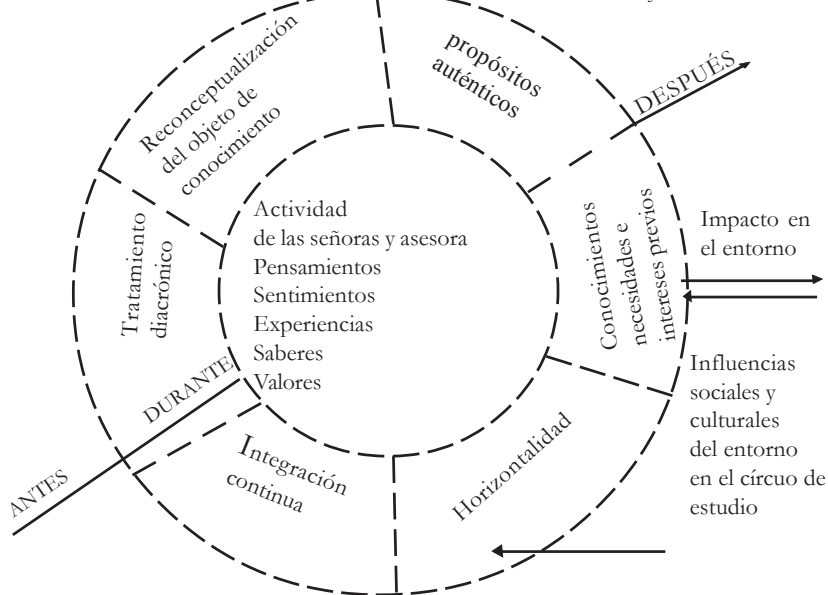 Reconceptualización
del objeto de
conocimiento
propósitos
auténticos
DESPUÉS
Tratamiento
diacrónico
Actividad
de las señoras y asesora
Pensamientos
Sentimientos
Experiencias
Saberes
Valores
Conocimientos
necesidades e
intereses previos
Impacto en
el entorno
Influencias
sociales y
culturales
del entorno
en el círcuo de
estudio
DURANTE
ANTES
Integración
continua
Horizontalidad